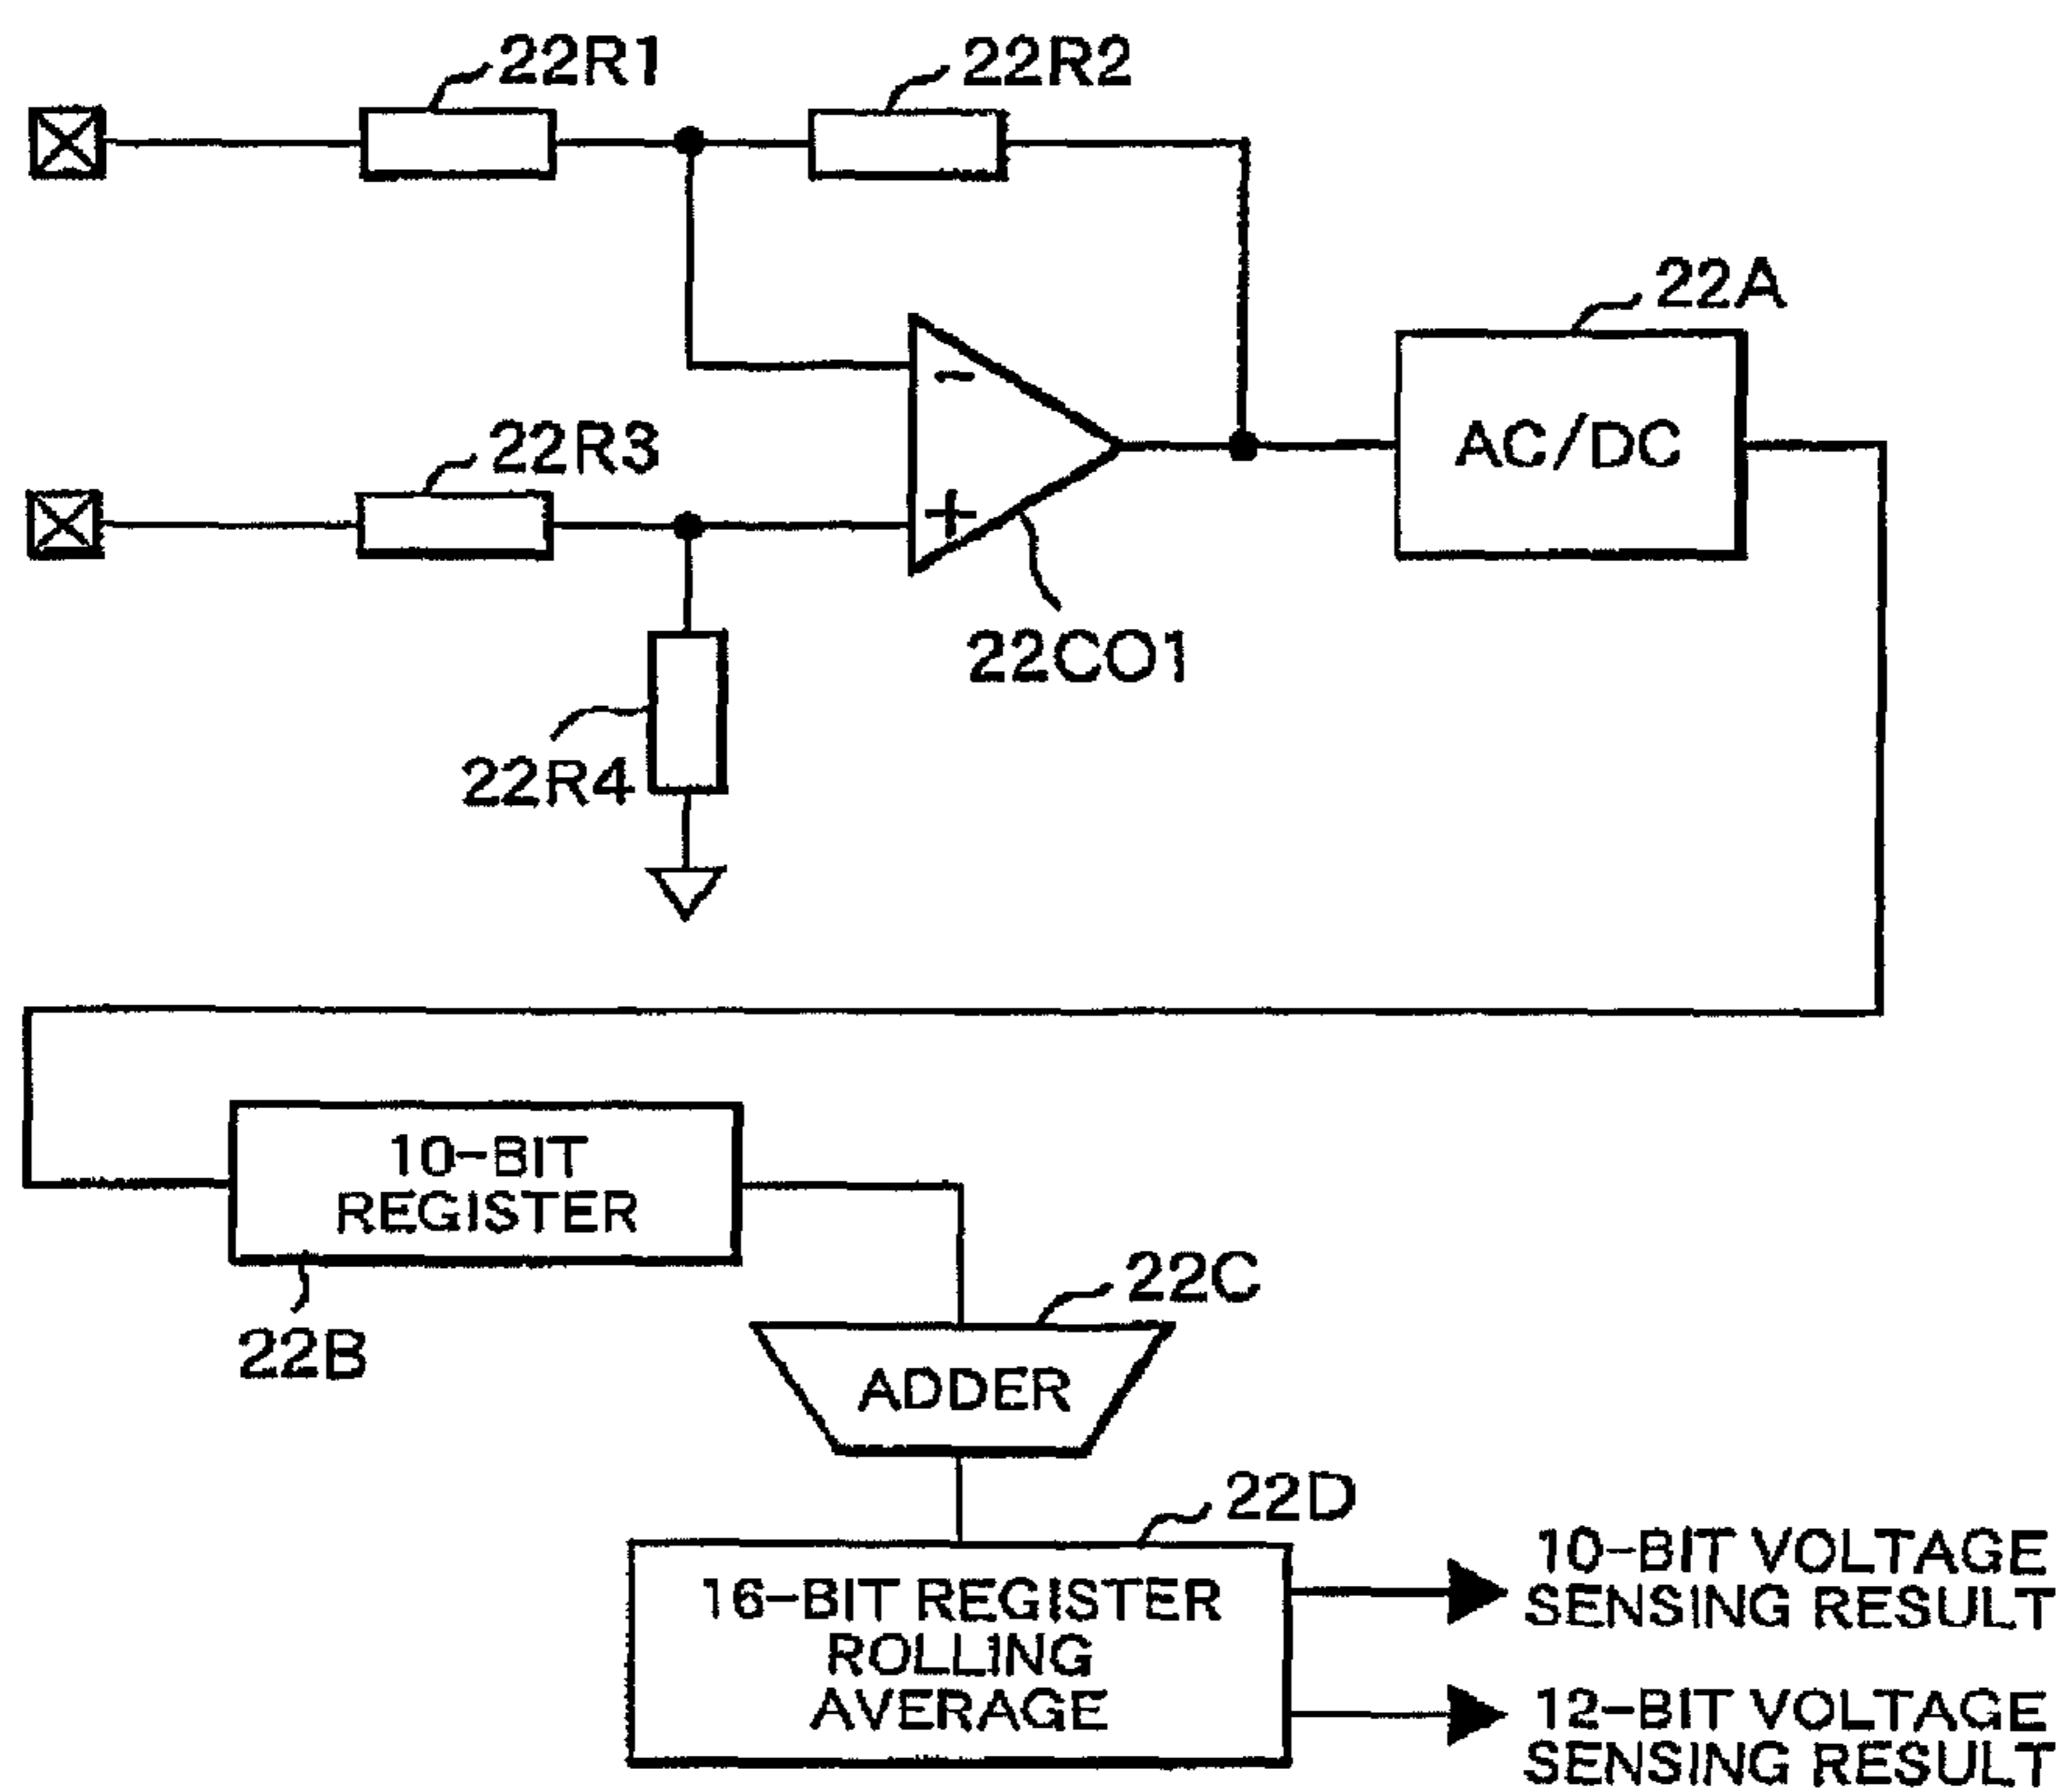 22R1
22R2
22A
AC/DC
22R3
-
+
22CO1
22R4
10-BIT
REGISTER
22B
22C
ADDER
22D
16-BIT REGISTER
ROLLING
AVERAGE
10-BIT VOLTAGE
SENSING RESULT
12-BIT VOLTAGE
SENSING RESULT